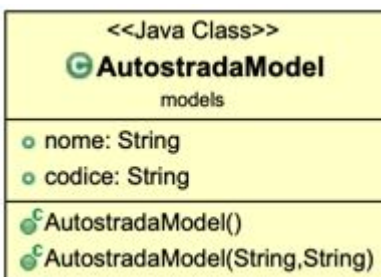 <<Java Class>>
AutostradaModel
models
nome: String
codice: String
AutostradaModel()
AutostradaModel(String,String)